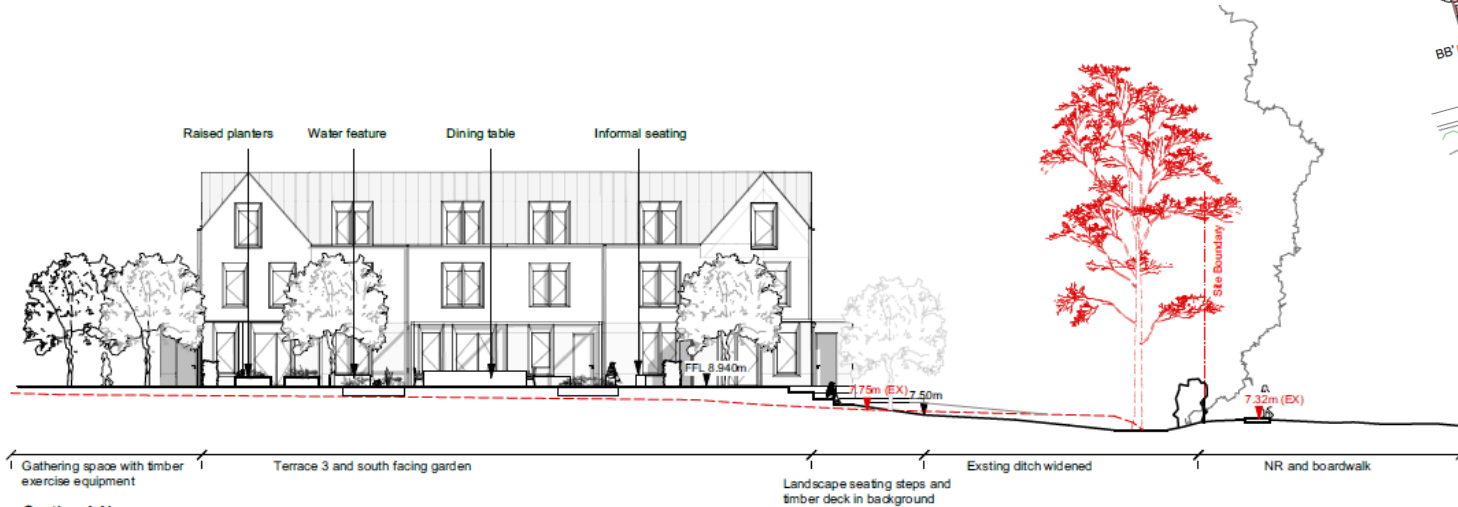 BB'
Raised planters
Water feature
Dining table
Informal seating
Site Boundary
FFL 8.940m
7.75m (EX)
7.50m
7.32m (EX)
Gathering space with timber
exercise equipment
Terrace 3 and south facing garden
Landscape seating steps and
timber deck in background
Exsting ditch widened
NR and boardwalk